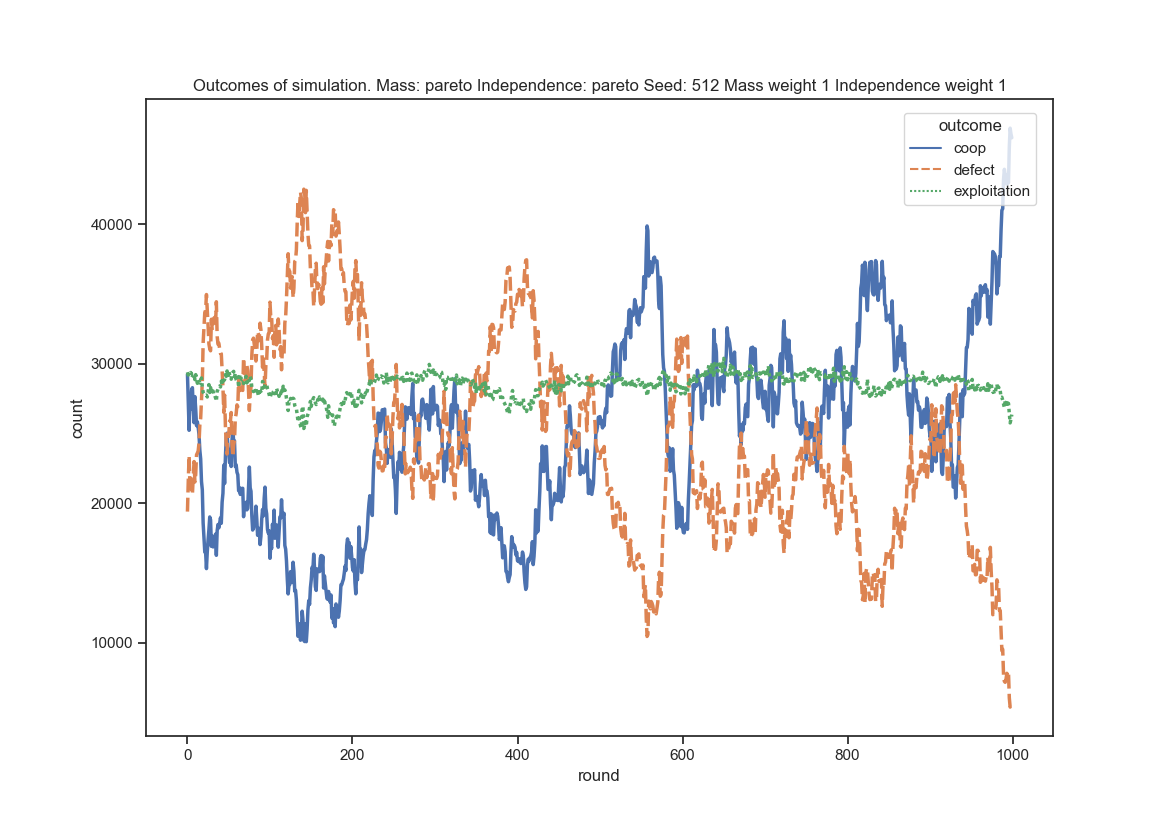 Outcomes of simulation. Mass: pareto Independence: pareto Seed: 512 Mass weight 1 Independence weight 1
outcome
coop
defect
exploitation
40000
30000
20000
10000
count
0 200 400 600 800 1000
round